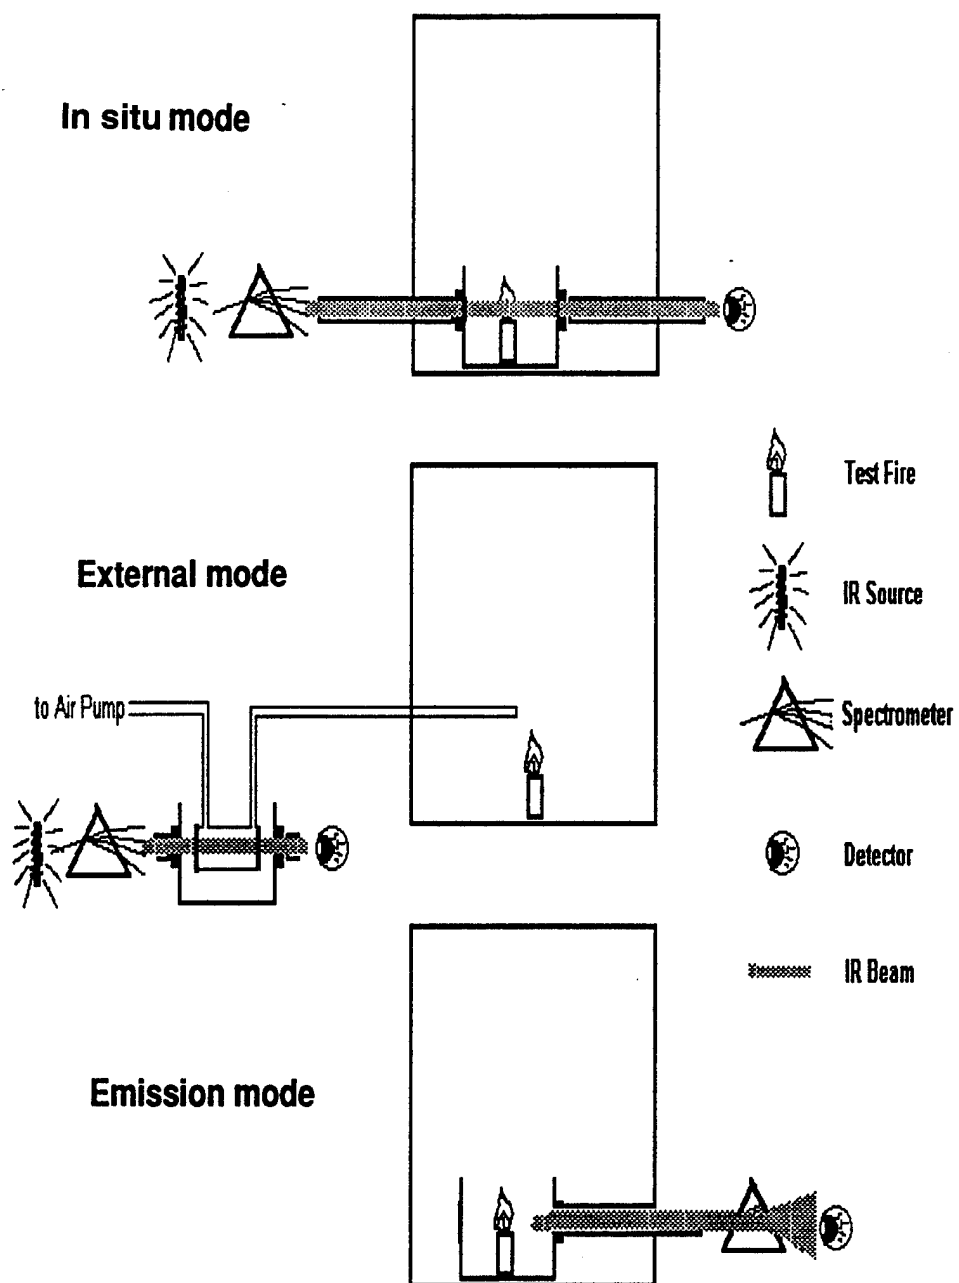 In situ mode
Test Fire
External mode
IR Source
to Air Pump
Spectrometer
Detector
IR Beam
Emission mode